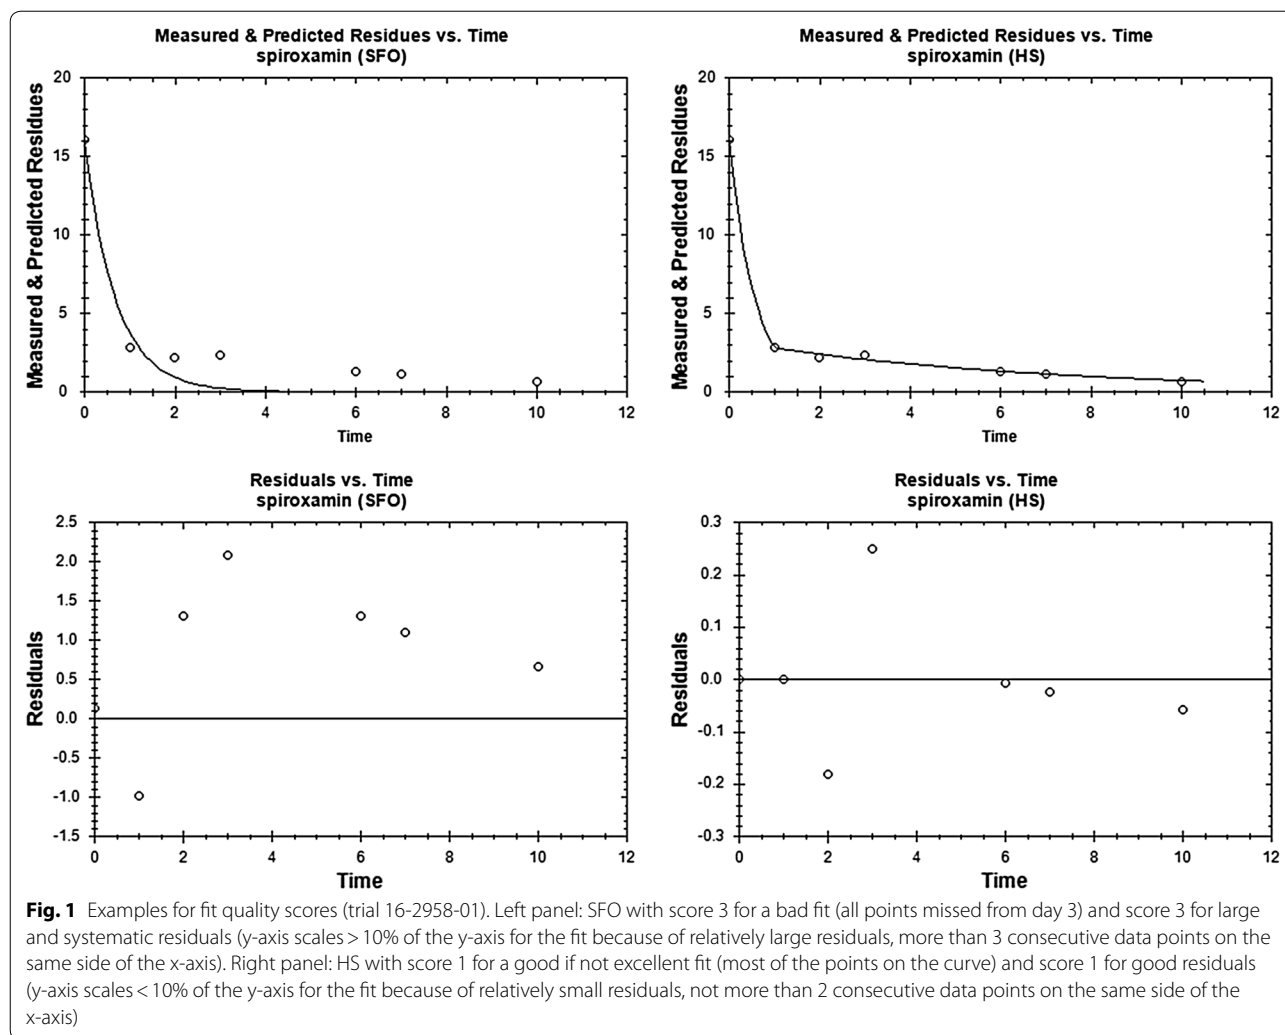 Measured & Predicted Residues vs. Time
spiroxamin (SFO)
Measured & Predicted Residues
20
15
10
5
0
0 2 4 6 8 10 12
Time
Measured & Predicted Residues vs. Time
spiroxamin (HS)
Measured & Predicted Residues
20
15
10
5
0
0 2 4 6 8 10 12
Time
Residuals vs. Time
spiroxamin (SFO)
Residuals
2.5
2.0
1.5
1.0
0.5
0.0
-0.5
-1.0
-1.5
0 2 4 6 8 10 12
Time
Residuals vs. Time
spiroxamin (HS)
Residuals
0.3
0.2
0.1
0.0
-0.1
-0.2
-0.3
0 2 4 6 8 10 12
Time
Fig. 1 Examples for fit quality scores (trial 16-2958-01). Left panel: SFO with score 3 for a bad fit (all points missed from day 3) and score 3 for large
and systematic residuals (y-axis scales > 10% of the y-axis for the fit because of relatively large residuals, more than 3 consecutive data points on the
same side of the x-axis). Right panel: HS with score 1 for a good if not excellent fit (most of the points on the curve) and score 1 for good residuals
(y-axis scales < 10% of the y-axis for the fit because of relatively small residuals, not more than 2 consecutive data points on the same side of the
x-axis)